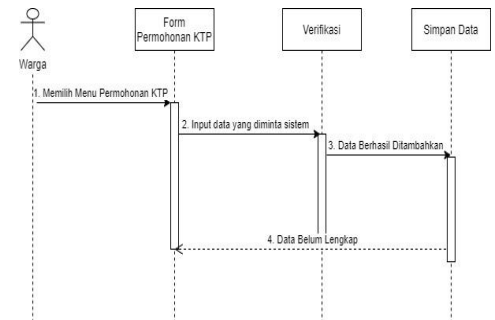 Form
Permohonan KTP
Verifikasi
Simpan Data
Warga
1. Memilih Menu Permohonan KTP
2. Input data yang diminta sistem
3. Data Berhasil Ditambahkan
4. Data Belum Lengkap